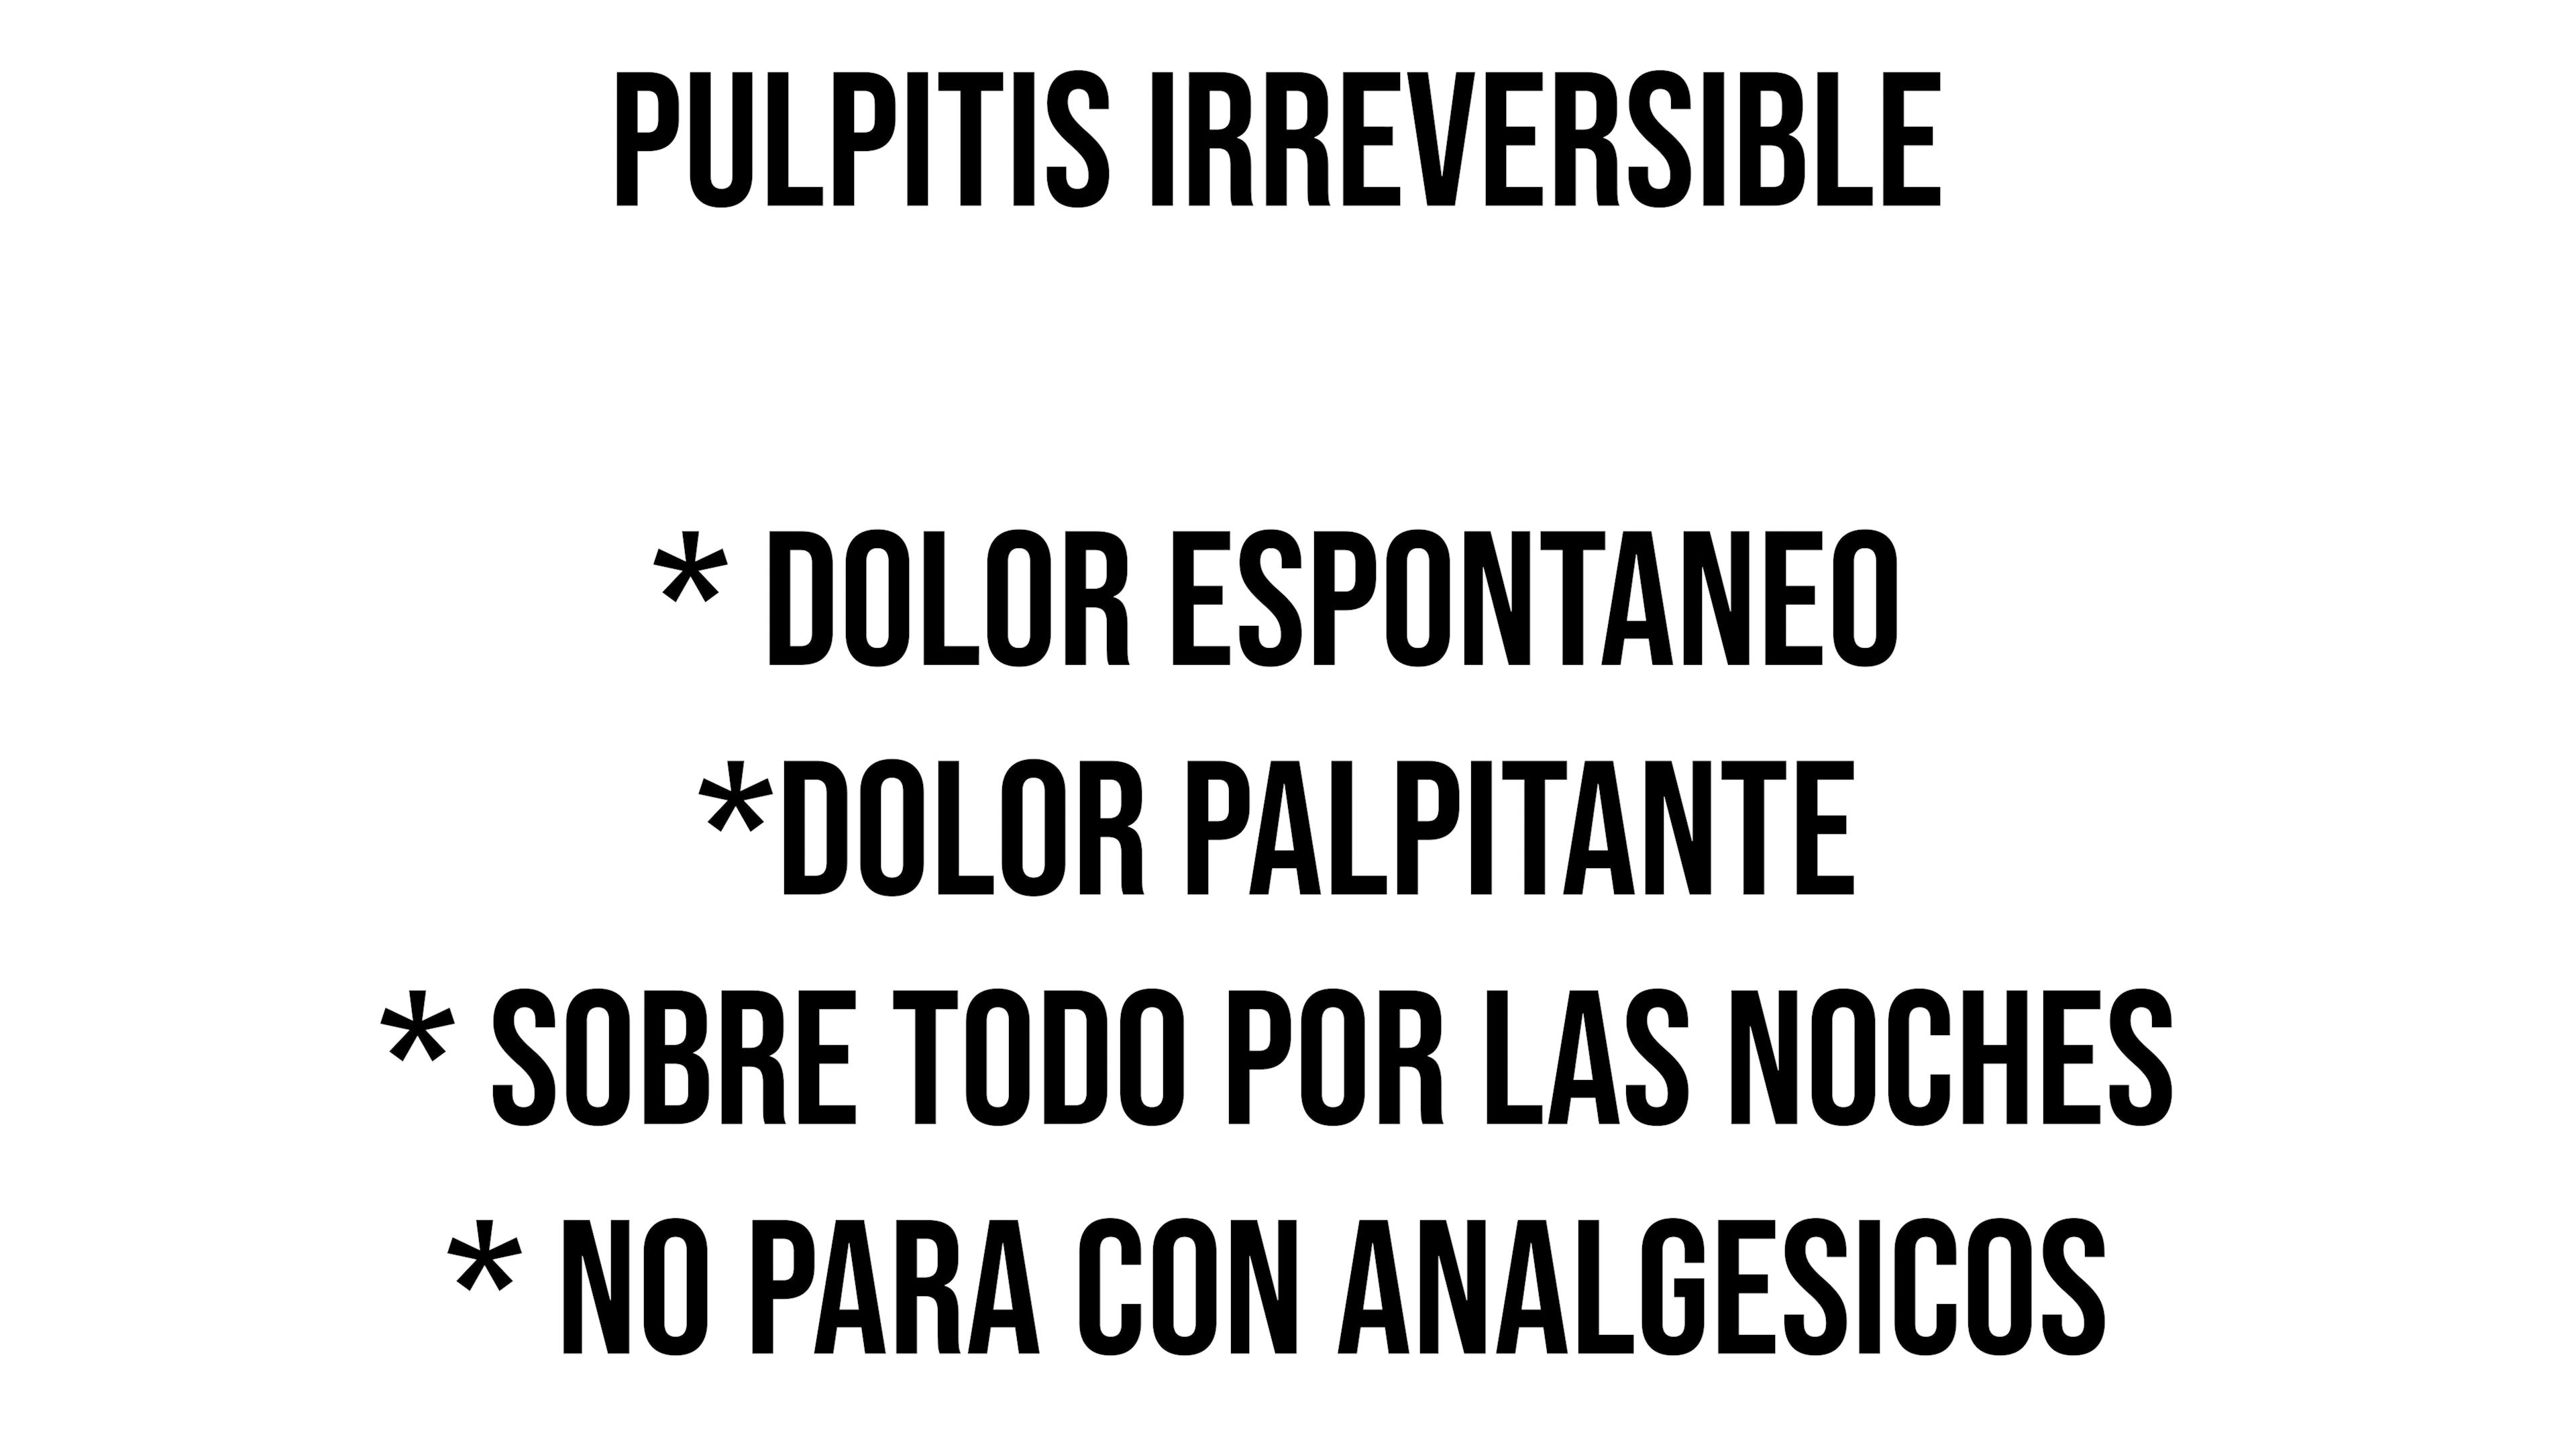 PULPITIS IRREVERSIBLE
* DOLOR ESPONTANEO
*DOLOR PALPITANTE
* SOBRE TODO POR LAS NOCHES
* NO PARA CON ANALGESICOS